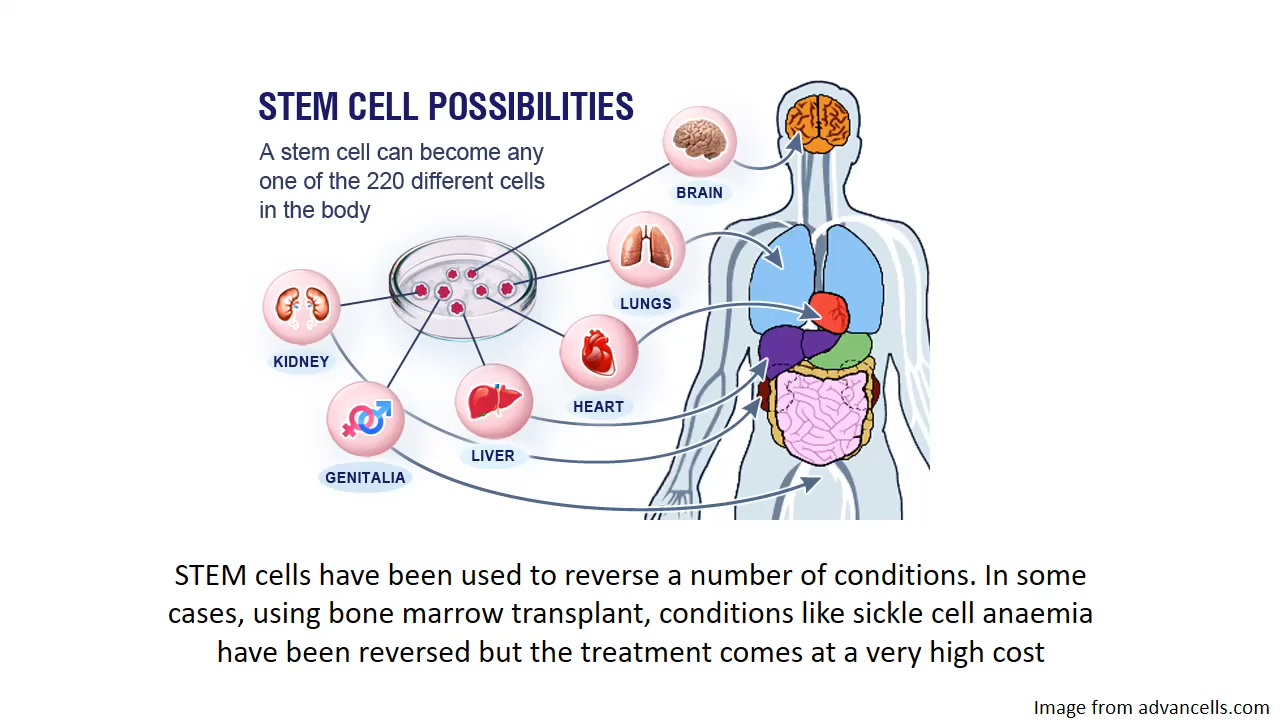 STEM CELL POSSIBILITIES
A stem cell can become any
one of the 220 different cells
in the body
BRAIN
LUNGS
KIDNEY
HEART
LIVER
GENITALIA
STEM cells have been used to reverse a number of conditions. In some
cases, using bone marrow transplant, conditions like sickle cell anaemia
have been reversed but the treatment comes at a very high cost
Image from advancells.com